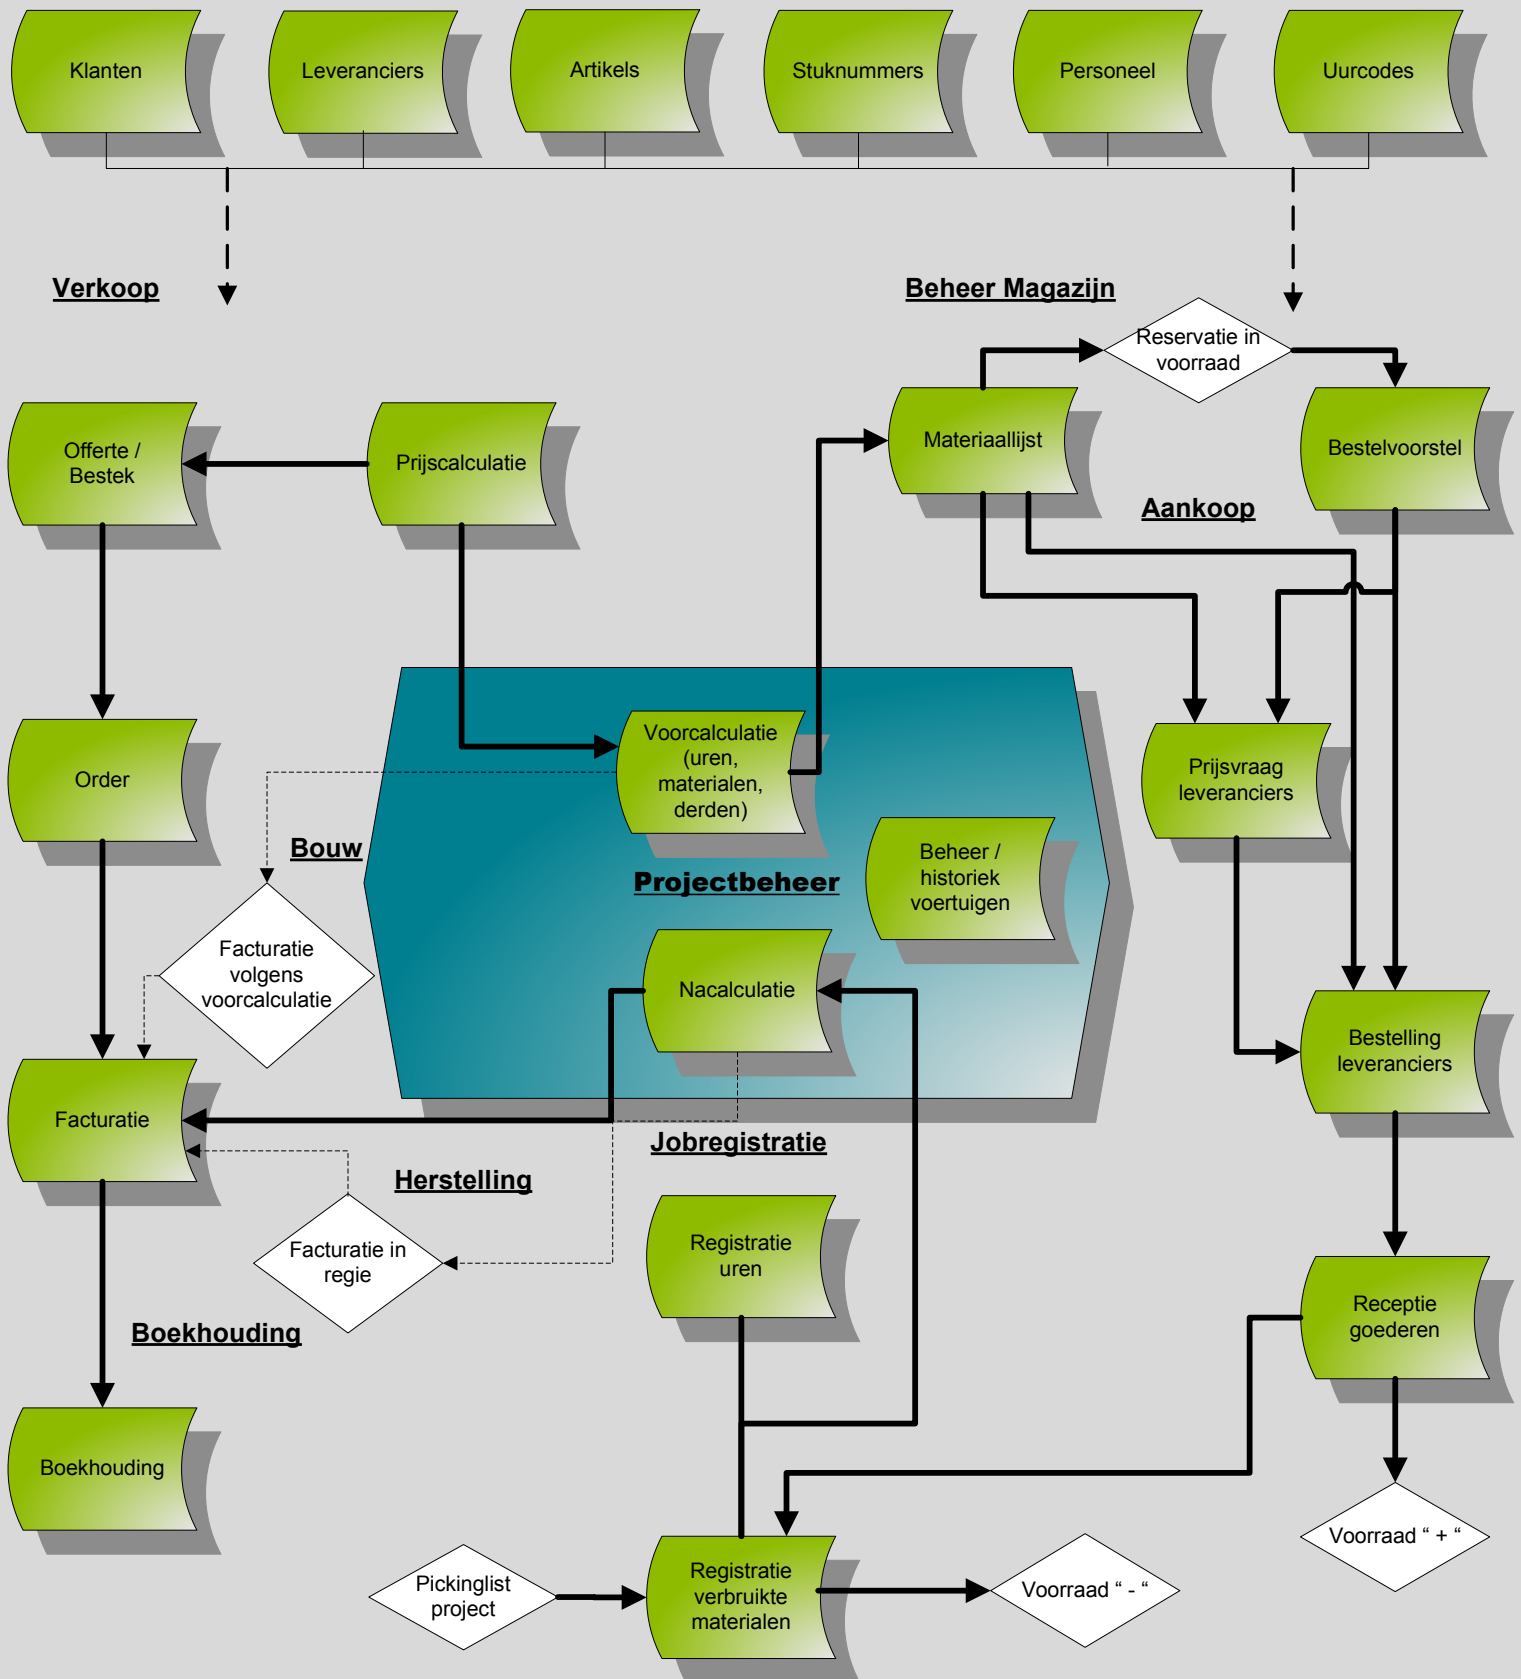 Klanten
Leveranciers
Artikels
Stuknummers
Personeel
Uurcodes
Verkoop
Beheer Magazijn
Reservatie in
voorraad
Offerte /
Bestek
Prijscalculatie
Materiaallijst
Bestelvoorstel
Aankoop
Order
Voorcalculatie
(uren,
materialen,
derden)
Prijsvraag
leveranciers
Bouw
Projectbeheer
Beheer /
historiek
voertuigen
Facturatie
volgens
voorcalculatie
Nacalculatie
Bestelling
leveranciers
Facturatie
Jobregistratie
Herstelling
Facturatie in
regie
Registratie
uren
Receptie
goederen
Boekhouding
Boekhouding
Pickinglist
project
Registratie
verbruikte
materialen
Voorraad “ - “
Voorraad “ + “